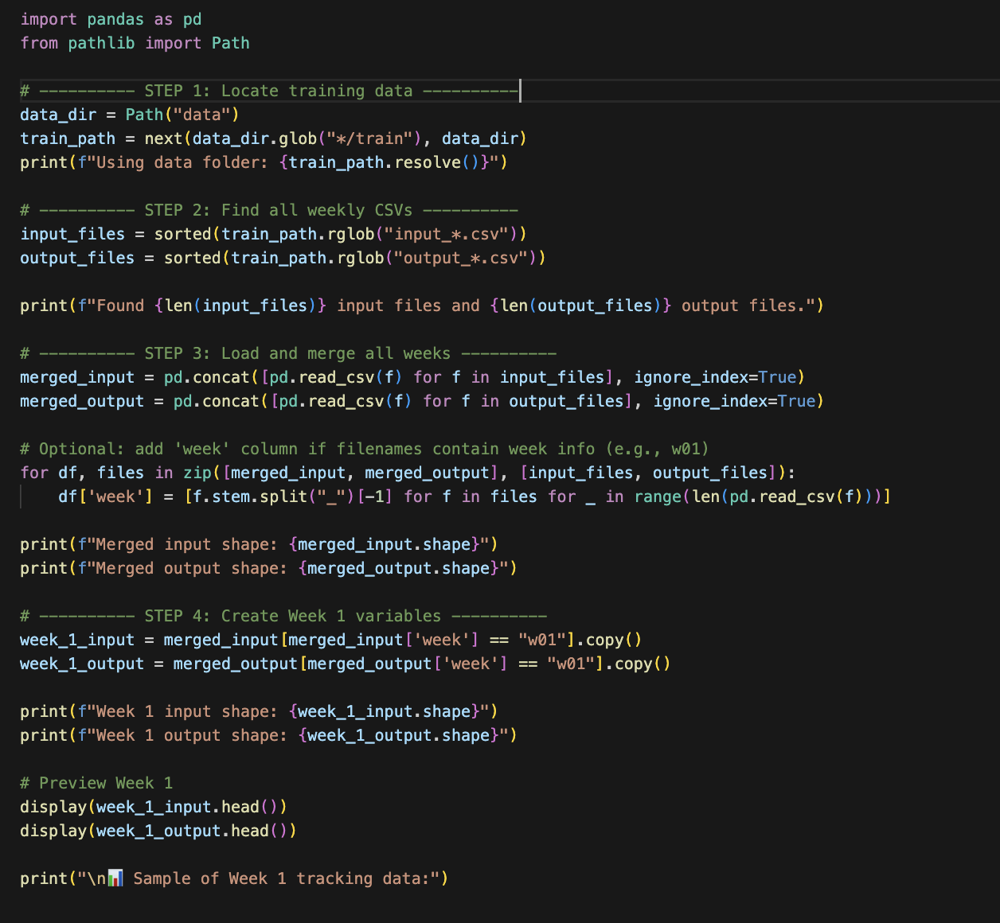 import pandas as pd
from pathlib import Path
# ---------- STEP 1: Locate training data ----------
data_dir = Path("data")
train_path = next(data_dir.glob("*/train"), data_dir)
print(f"Using data folder: {train_path.resolve()}")
# ---------- STEP 2: Find all weekly CSVs ----------
input_files = sorted(train_path.rglob("input_*.csv"))
output_files = sorted(train_path.rglob("output_*.csv"))
print(f"Found {len(input_files)} input files and {len(output_files)} output files.")
# ---------- STEP 3: Load and merge all weeks ----------
merged_input = pd.concat([pd.read_csv(f) for f in input_files], ignore_index=True)
merged_output = pd.concat([pd.read_csv(f) for f in output_files], ignore_index=True)
# Optional: add 'week' column if filenames contain week info (e.g., w01)
for df, files in zip([merged_input, merged_output], [input_files, output_files]):
    df['week'] = [f.stem.split("_")[-1] for f in files for _ in range(len(pd.read_csv(f)))]
print(f"Merged input shape: {merged_input.shape}")
print(f"Merged output shape: {merged_output.shape}")
# ---------- STEP 4: Create Week 1 variables ----------
week_1_input = merged_input[merged_input['week'] == "w01"].copy()
week_1_output = merged_output[merged_output['week'] == "w01"].copy()
print(f"Week 1 input shape: {week_1_input.shape}")
print(f"Week 1 output shape: {week_1_output.shape}")
# Preview Week 1
display(week_1_input.head())
display(week_1_output.head())
print("\n📊 Sample of Week 1 tracking data:")